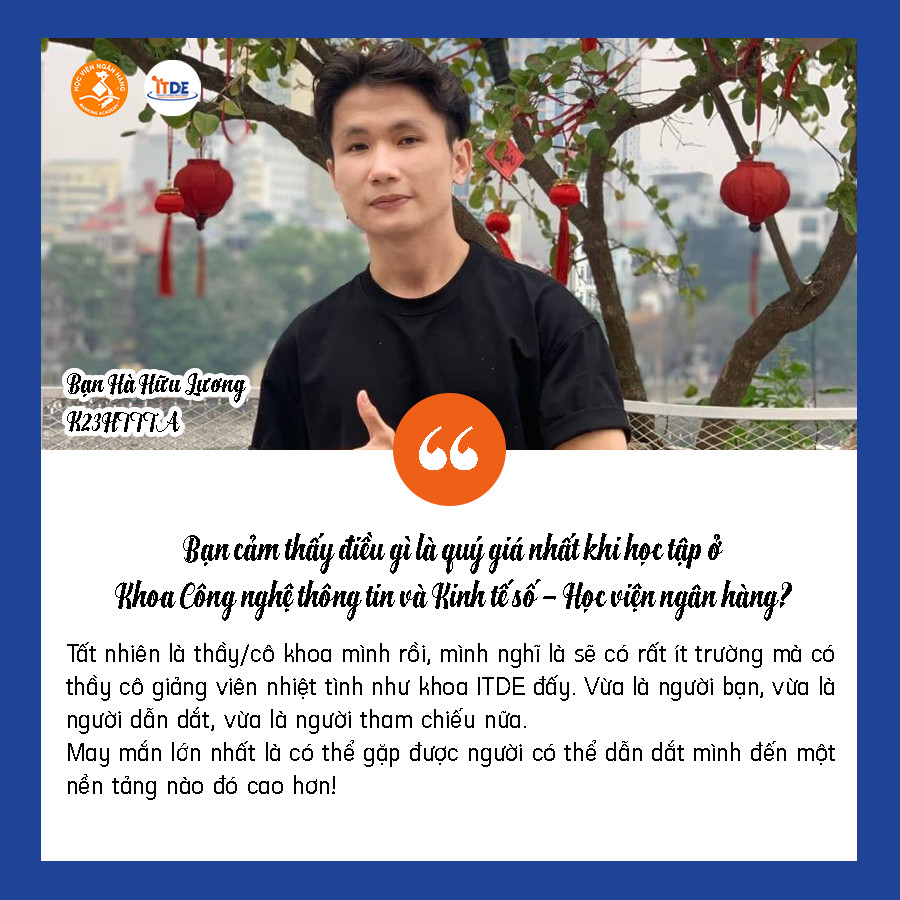 HỌC VIỆN NGÂN HÀNG
BANKING ACADEMY
ITDE
Bạn Hà Hữu Lương
K23HTTTA
Bạn cảm thấy điều gì là quý giá nhất khi học tập ở
Khoa Công nghệ thông tin và Kinh tế số – Học viện ngân hàng?
Tất nhiên là thầy/cô khoa mình rồi, mình nghĩ là sẽ có rất ít trường mà có
thầy cô giảng viên nhiệt tình như khoa ITDE đấy. Vừa là người bạn, vừa là
người dẫn dắt, vừa là người tham chiếu nữa.
May mắn lớn nhất là có thể gặp được người có thể dẫn dắt mình đến một
nền tảng nào đó cao hơn!